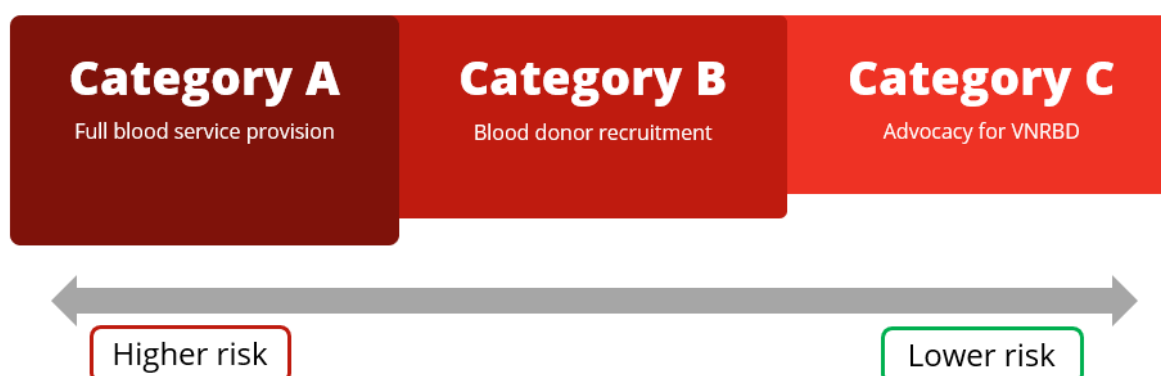 Category A
Full blood service provision
Category B
Blood donor recruitment
Category C
Advocacy for VNRBD
Higher risk
Lower risk